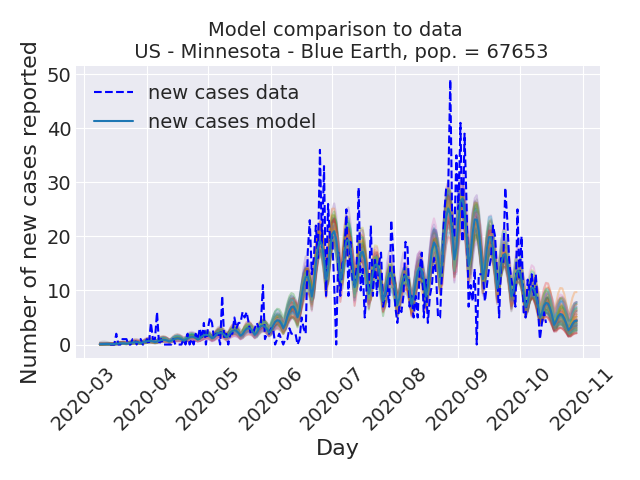 Model comparison to data
US - Minnesota - Blue Earth, pop. = 67653
Number of new cases reported
50
40
30
20
10
0
new cases data
new cases model
2020-03
2020-04
2020-05
2020-06
2020-07
2020-08
2020-09
2020-10
2020-11
Day